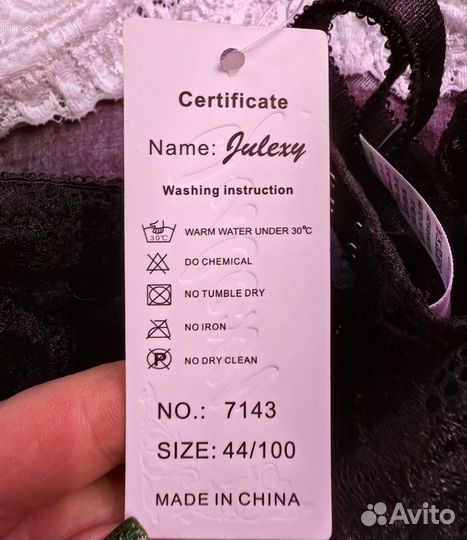 Certificate
Name: Julexy
Washing instruction
30°C WARM WATER UNDER 30°C
DO CHEMICAL
NO TUMBLE DRY
NO IRON
P NO DRY CLEAN
NO.: 7143
SIZE: 44/100
MADE IN CHINA
Avito